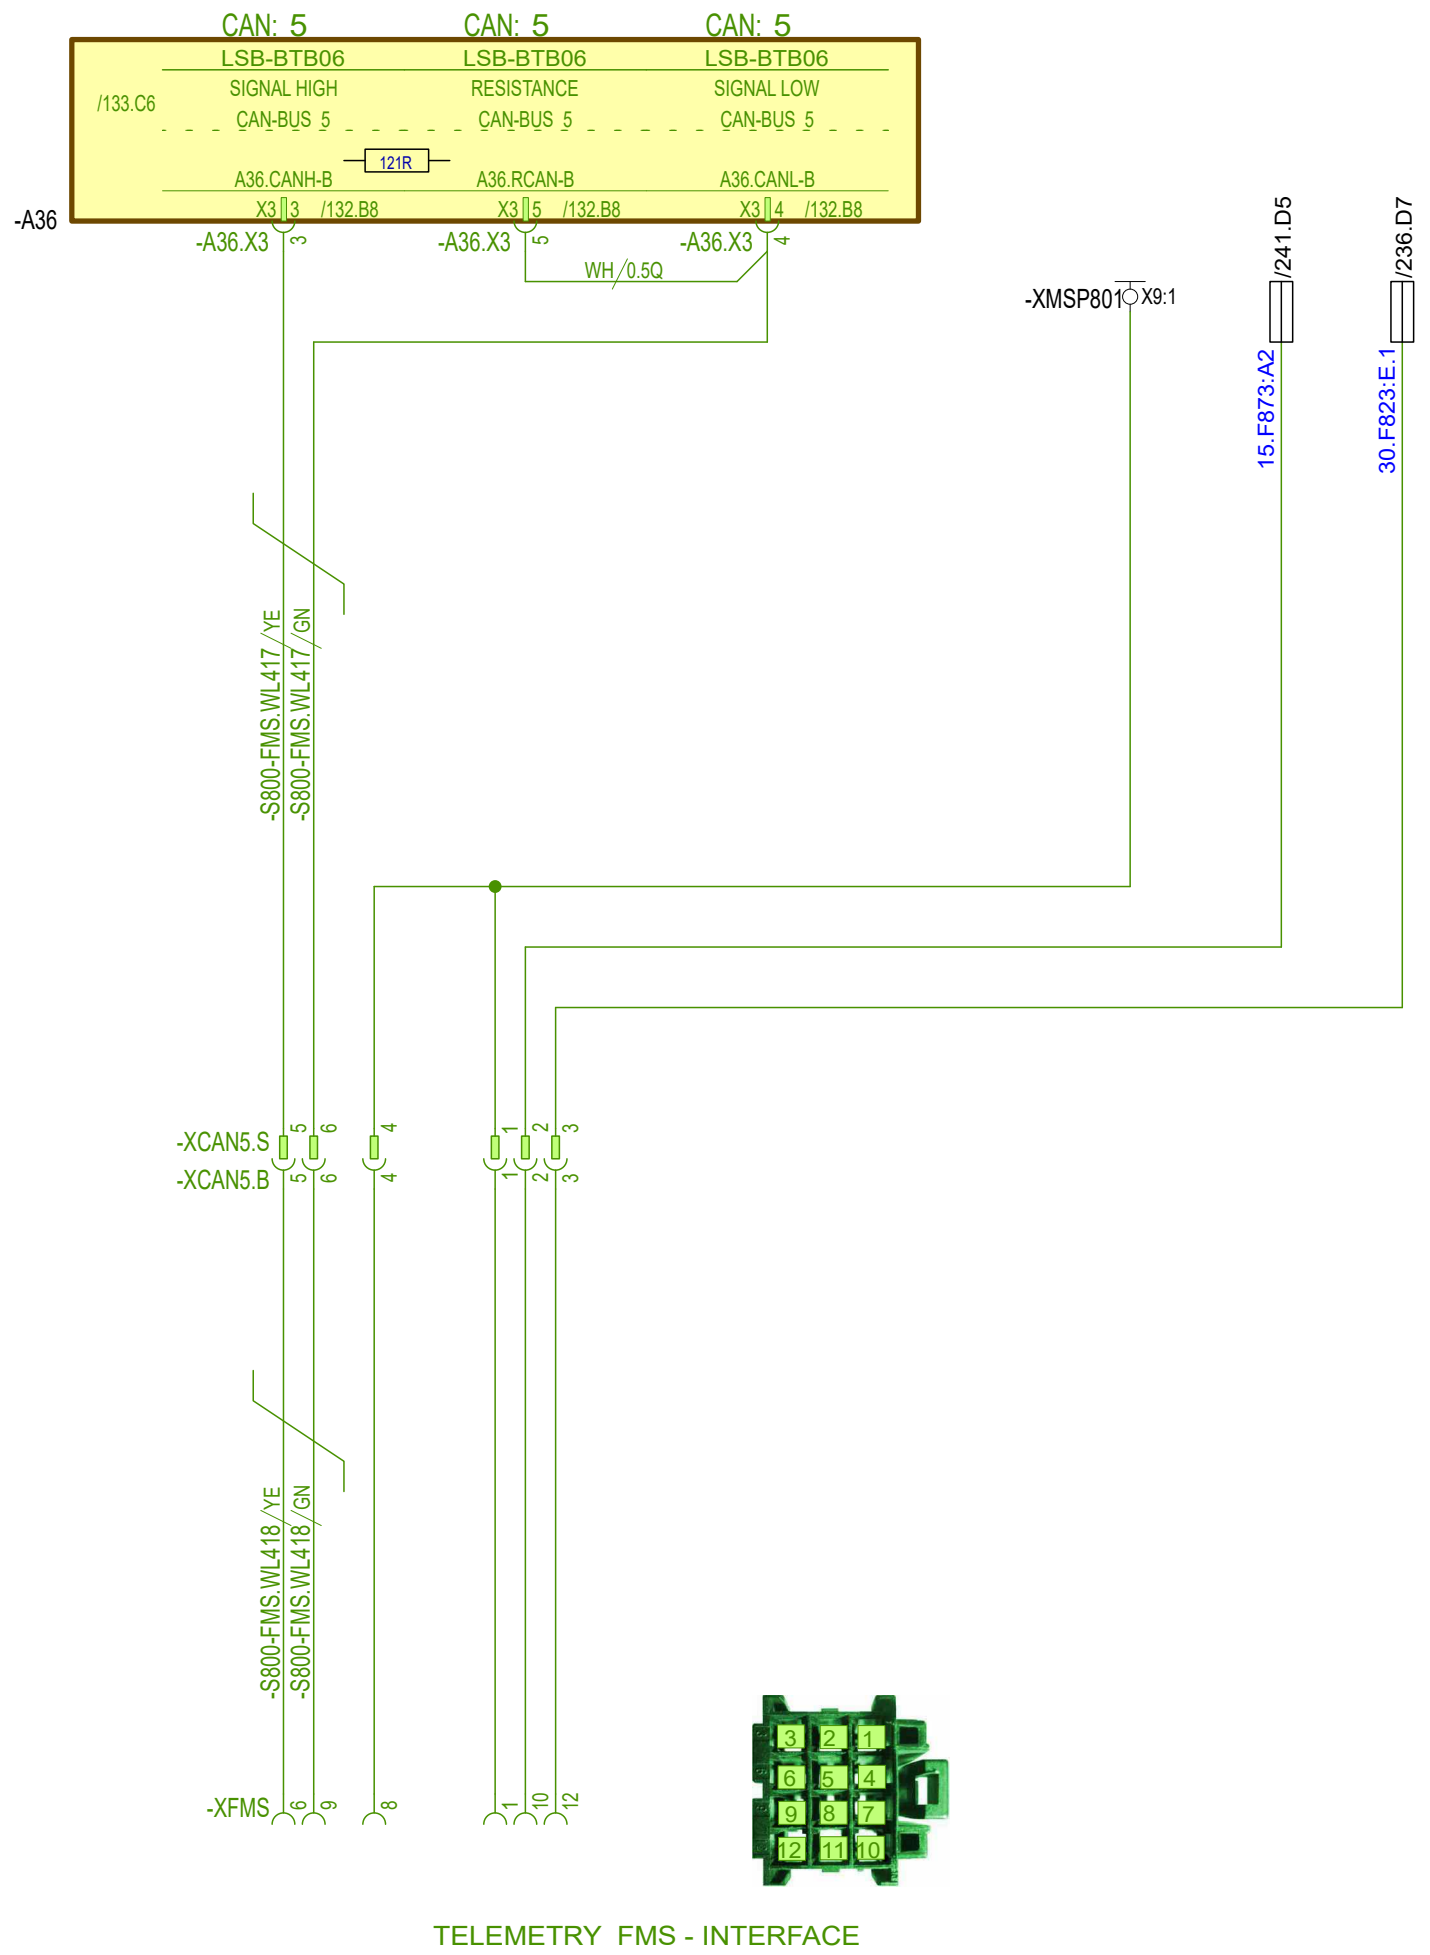 CAN: 5 CAN: 5 CAN: 5
LSB-BTB06 LSB-BTB06 LSB-BTB06
/133.C6 SIGNAL HIGH RESISTANCE SIGNAL LOW
CAN-BUS 5 CAN-BUS 5 CAN-BUS 5
121R
A36.CANH-B A36.RCAN-B A36.CANL-B
-A36 X3 3 /132.B8 X3 5 /132.B8 X3 4 /132.B8
-A36.X3 3 -A36.X3 5 -A36.X3 4
WH/0.5Q
-XMSP801 X9:1
/241.D5
/236.D7
15.F873:A2
30.F823:E.1
-S800-FMS.WL417/YE
-S800-FMS.WL417/GN
-XCAN5.S 5 6 4 1 2 3
-XCAN5.B 5 6 4 1 2 3
-S800-FMS.WL418/YE
-S800-FMS.WL418/GN
-XFMS 6 9 8 1 10 12
3 2 1
6 5 4
9 8 7
12 11 10
TELEMETRY FMS - INTERFACE